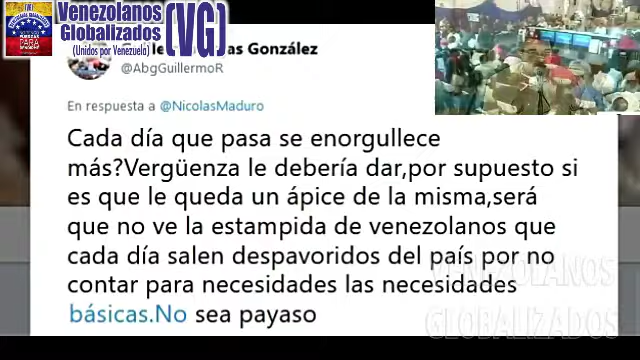 Venezolanos
Globalizados
(Unidos por Venezuela)
(VG)
González
@AbgGuillermoR
En respuesta a @NicolasMaduro
Cada día que pasa se enorgullece
más?Vergüenza le debería dar,por supuesto si
es que le queda un ápice de la misma,será
que no ve la estampida de venezolanos que
cada día salen despavoridos del país por no
contar para necesidades las necesidades
básicas.No sea payaso
VENEZOLANOS
GLOBALIZADOS